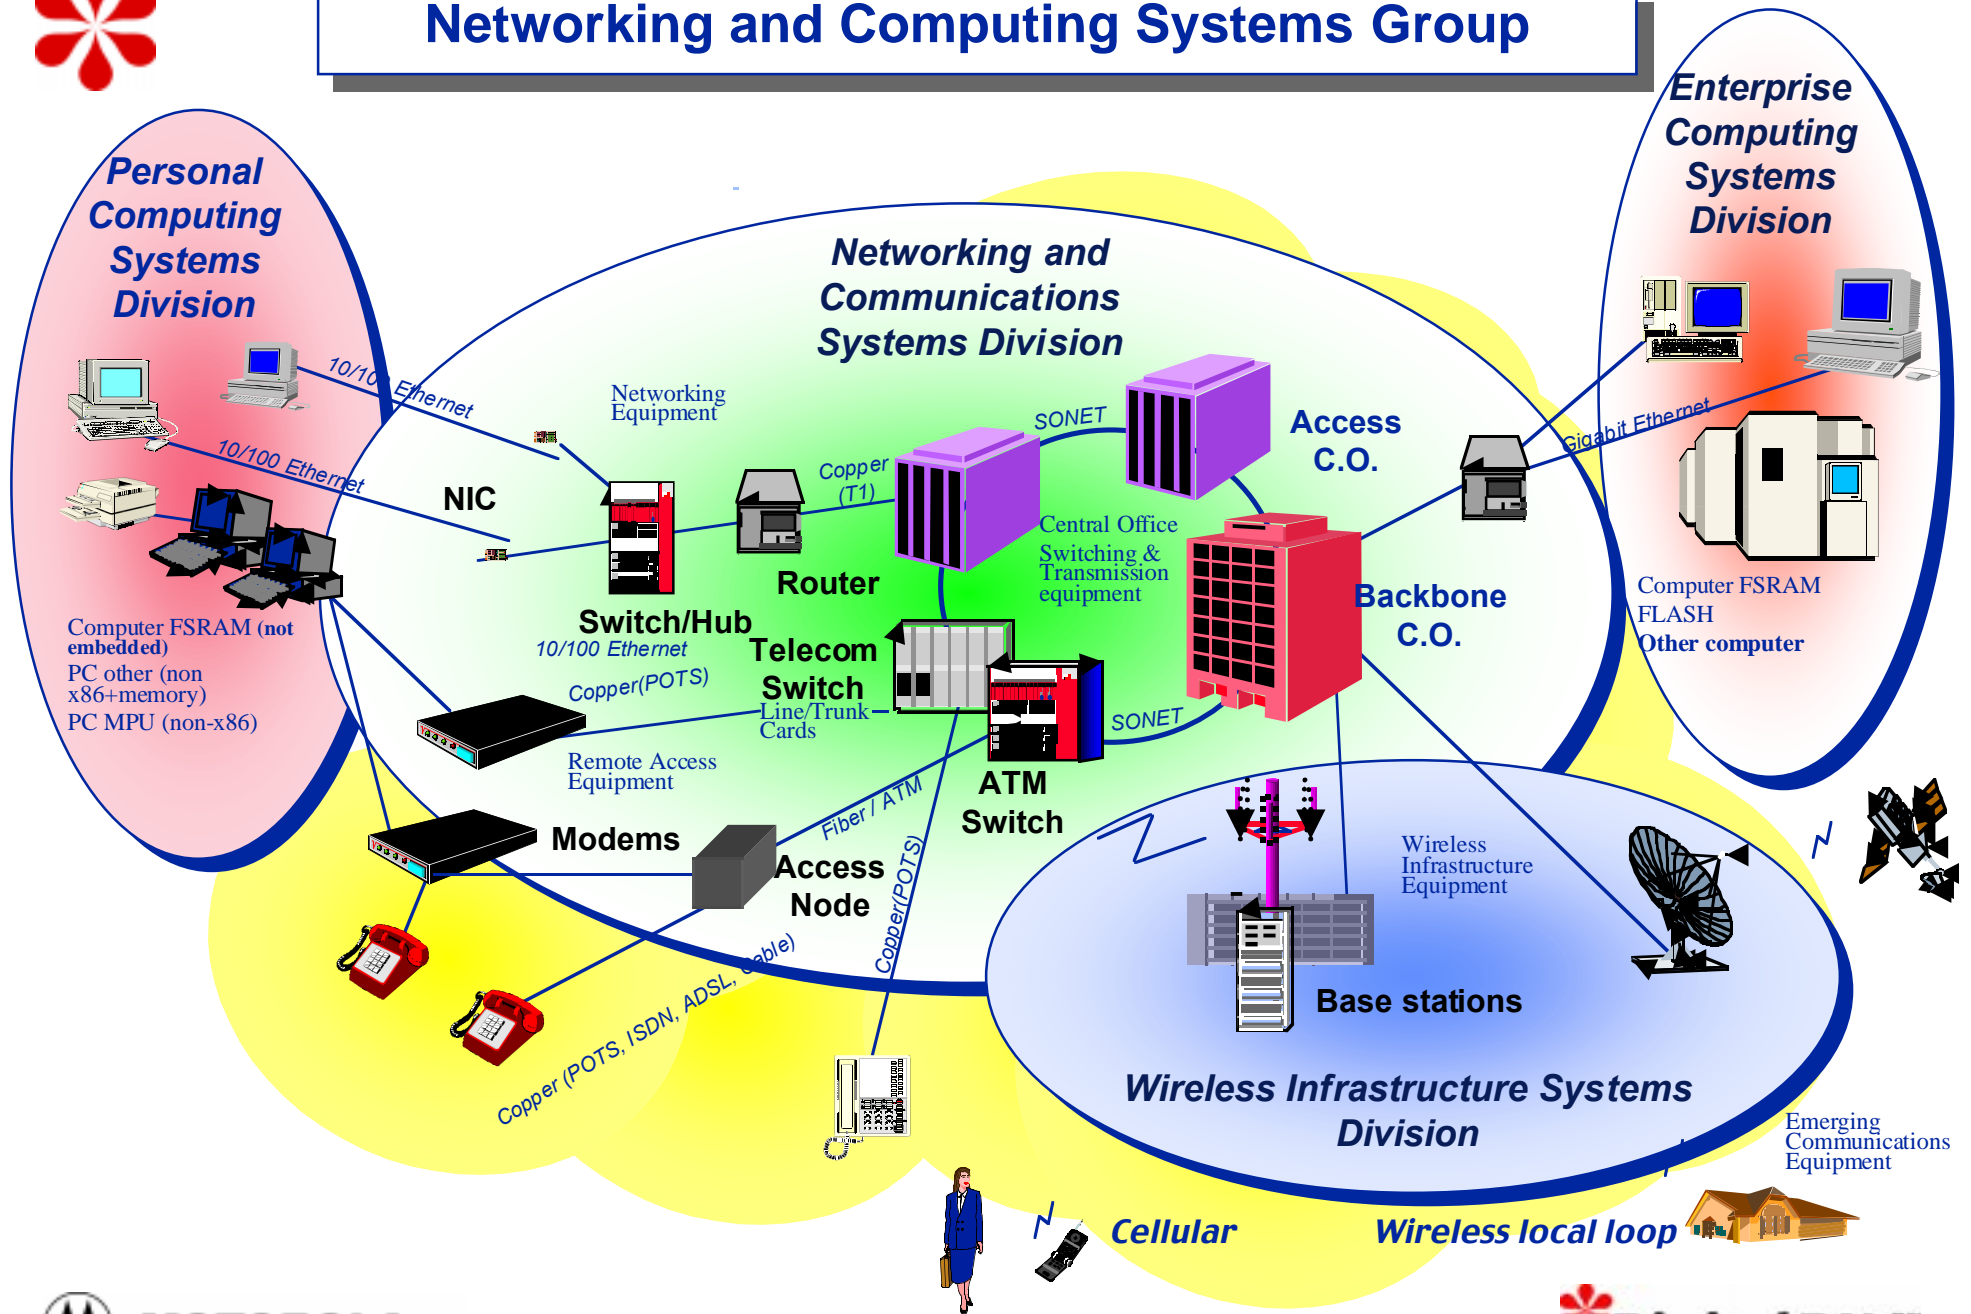 Networking and Computing Systems Group
Personal
Computing
Systems
Division
Enterprise
Computing
Systems
Division
Networking and
Communications
Systems Division
10/100 Ethernet
10/100 Ethernet
Networking
Equipment
NIC
Copper
(T1)
SONET
Access
C.O.
Gigabit Ethernet
Central Office
Switching &
Transmission
equipment
Router
Switch/Hub
10/100 Ethernet
Backbone
C.O.
Computer FSRAM (not
embedded)
PC other (non
x86+memory)
PC MPU (non-x86)
Computer FSRAM
FLASH
Other computer
Telecom
Switch
Line/Trunk
Cards
Copper(POTS)
SONET
Remote Access
Equipment
ATM
Switch
Fiber / ATM
Modems
Access
Node
Copper(POTS)
Copper (POTS, ISDN, ADSL, Cable)
Wireless
Infrastructure
Equipment
Base stations
Wireless Infrastructure Systems
Division
Emerging
Communications
Equipment
Cellular
Wireless local loop